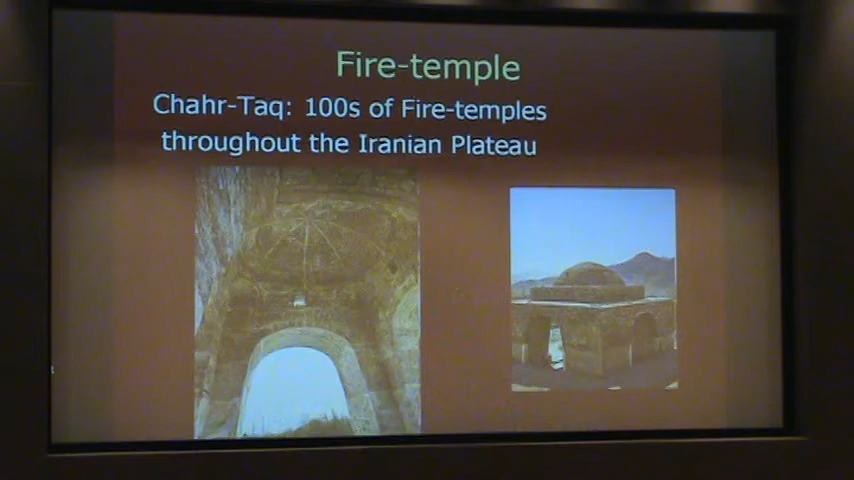 Fire-temple
Chahr-Taq: 100s of Fire-temples
throughout the Iranian Plateau